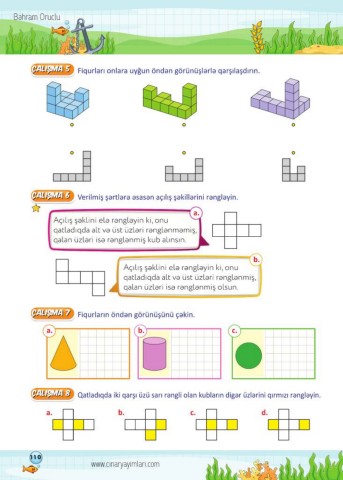 Bahram Oruclu
ÇALIŞMA 5 Fiqurları onlara uyğun öndən görünüşlərlə qarşılaşdırın.
ÇALIŞMA 6 Verilmiş şərtlərə əsasən açılış şəkillərini rəngləyin.
a.
Açılış şəklini elə rəngləyin ki, onu
qatladıqda alt və üst üzləri rənglənməmiş,
qalan üzləri isə rənglənmiş kub alınsın.
b.
Açılış şəklini elə rəngləyin ki, onu
qatladıqda alt və üst üzləri rənglənmiş,
qalan üzləri isə rənglənmiş olsun.
ÇALIŞMA 7 Fiqurların öndən görünüşünü çəkin.
a. b. c.
ÇALIŞMA 8 Qatladıqda iki qarşı üzü sarı rəngli olan kubların digər üzlərini qırmızı rəngləyin.
a. b. c. d.
110
www.cinaryayimlari.com